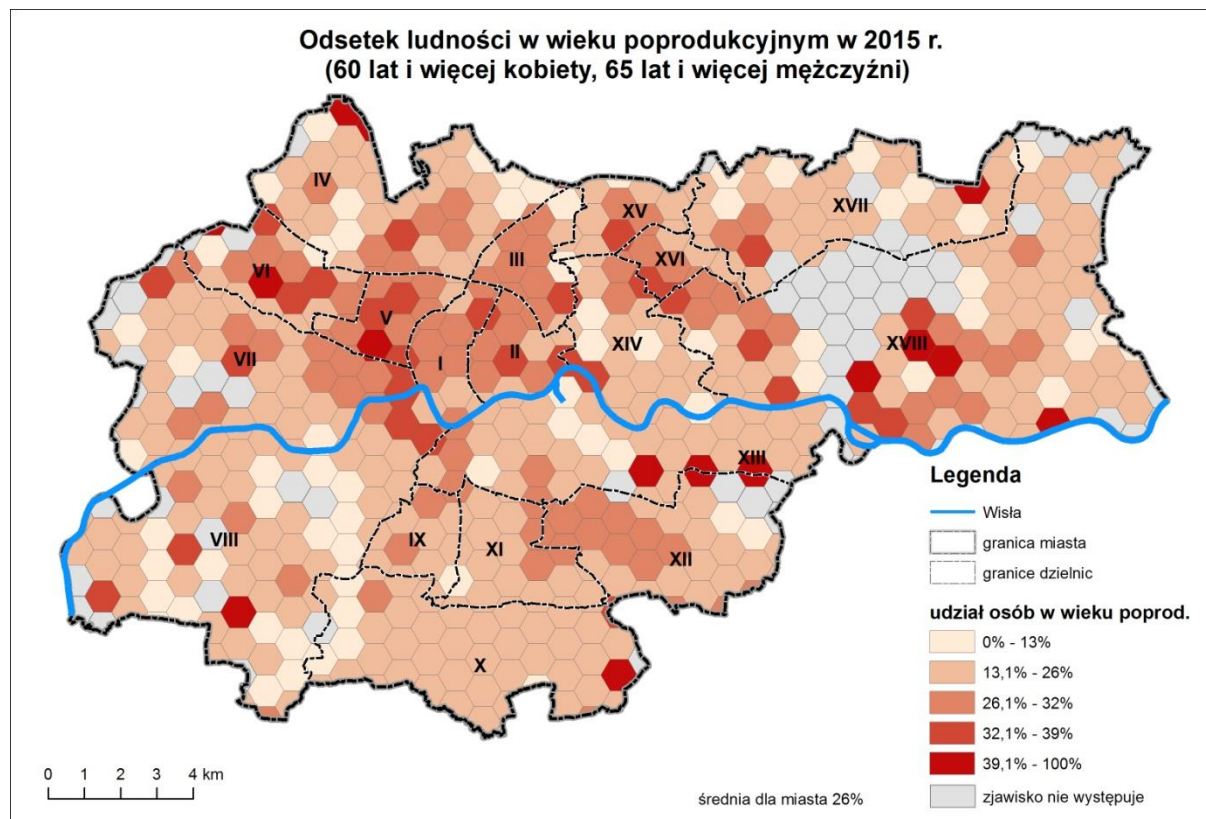 Odsetek ludności w wieku poprodukcyjnym w 2015 r.
(60 lat i więcej kobiety, 65 lat i więcej mężczyźni)
IV
XV
XVII
III
XVI
VI
V
XIV
XVIII
VII
I
II
XIII
VIII
IX
XI
XII
X
Legenda
Wisła
granica miasta
granice dzielnic
udział osób w wieku poprod.
0% - 13%
13,1% - 26%
26,1% - 32%
32,1% - 39%
39,1% - 100%
zjawisko nie występuje
0 1 2 3 4 km
średnia dla miasta 26%